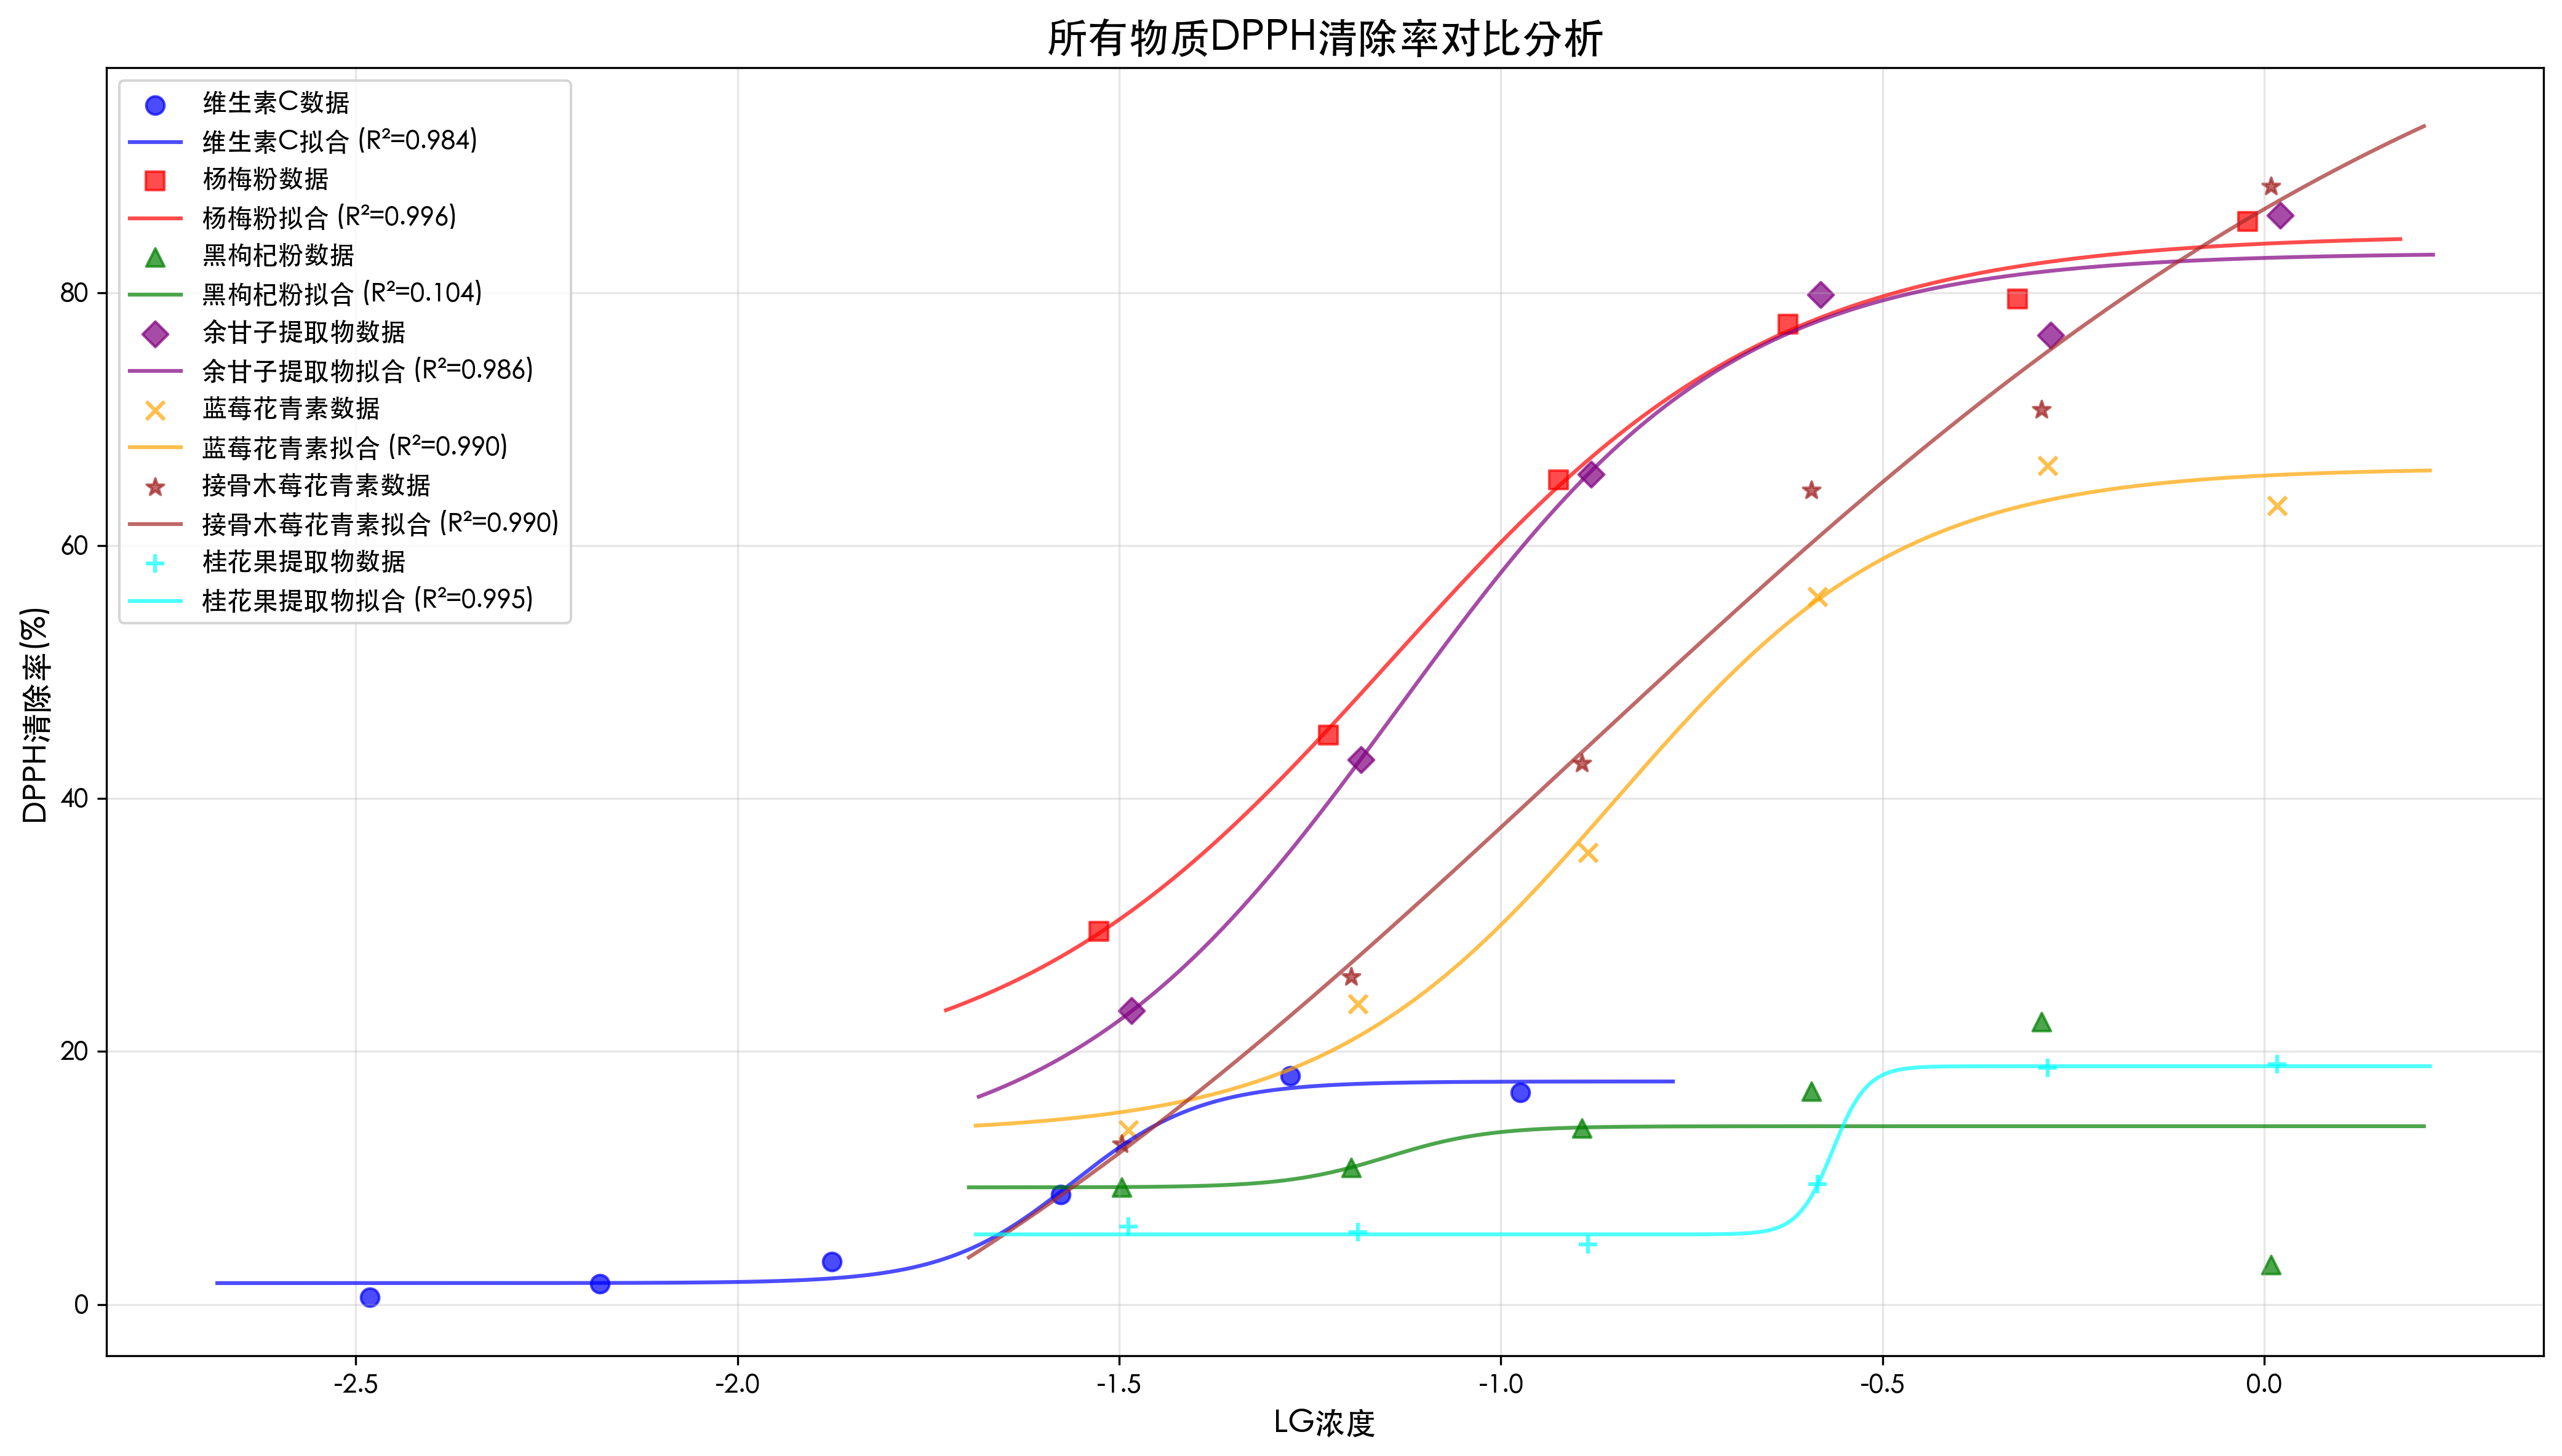 所有物质DPPH清除率对比分析
维生素C数据
维生素C拟合 (R²=0.984)
杨梅粉数据
杨梅粉拟合 (R²=0.996)
黑枸杞粉数据
黑枸杞粉拟合 (R²=0.104)
余甘子提取物数据
余甘子提取物拟合 (R²=0.986)
蓝莓花青素数据
蓝莓花青素拟合 (R²=0.990)
接骨木莓花青素数据
接骨木莓花青素拟合 (R²=0.990)
桂花果提取物数据
桂花果提取物拟合 (R²=0.995)
DPPH清除率(%)
80
60
40
20
0
-2.5
-2.0
-1.5
-1.0
-0.5
0.0
LG浓度